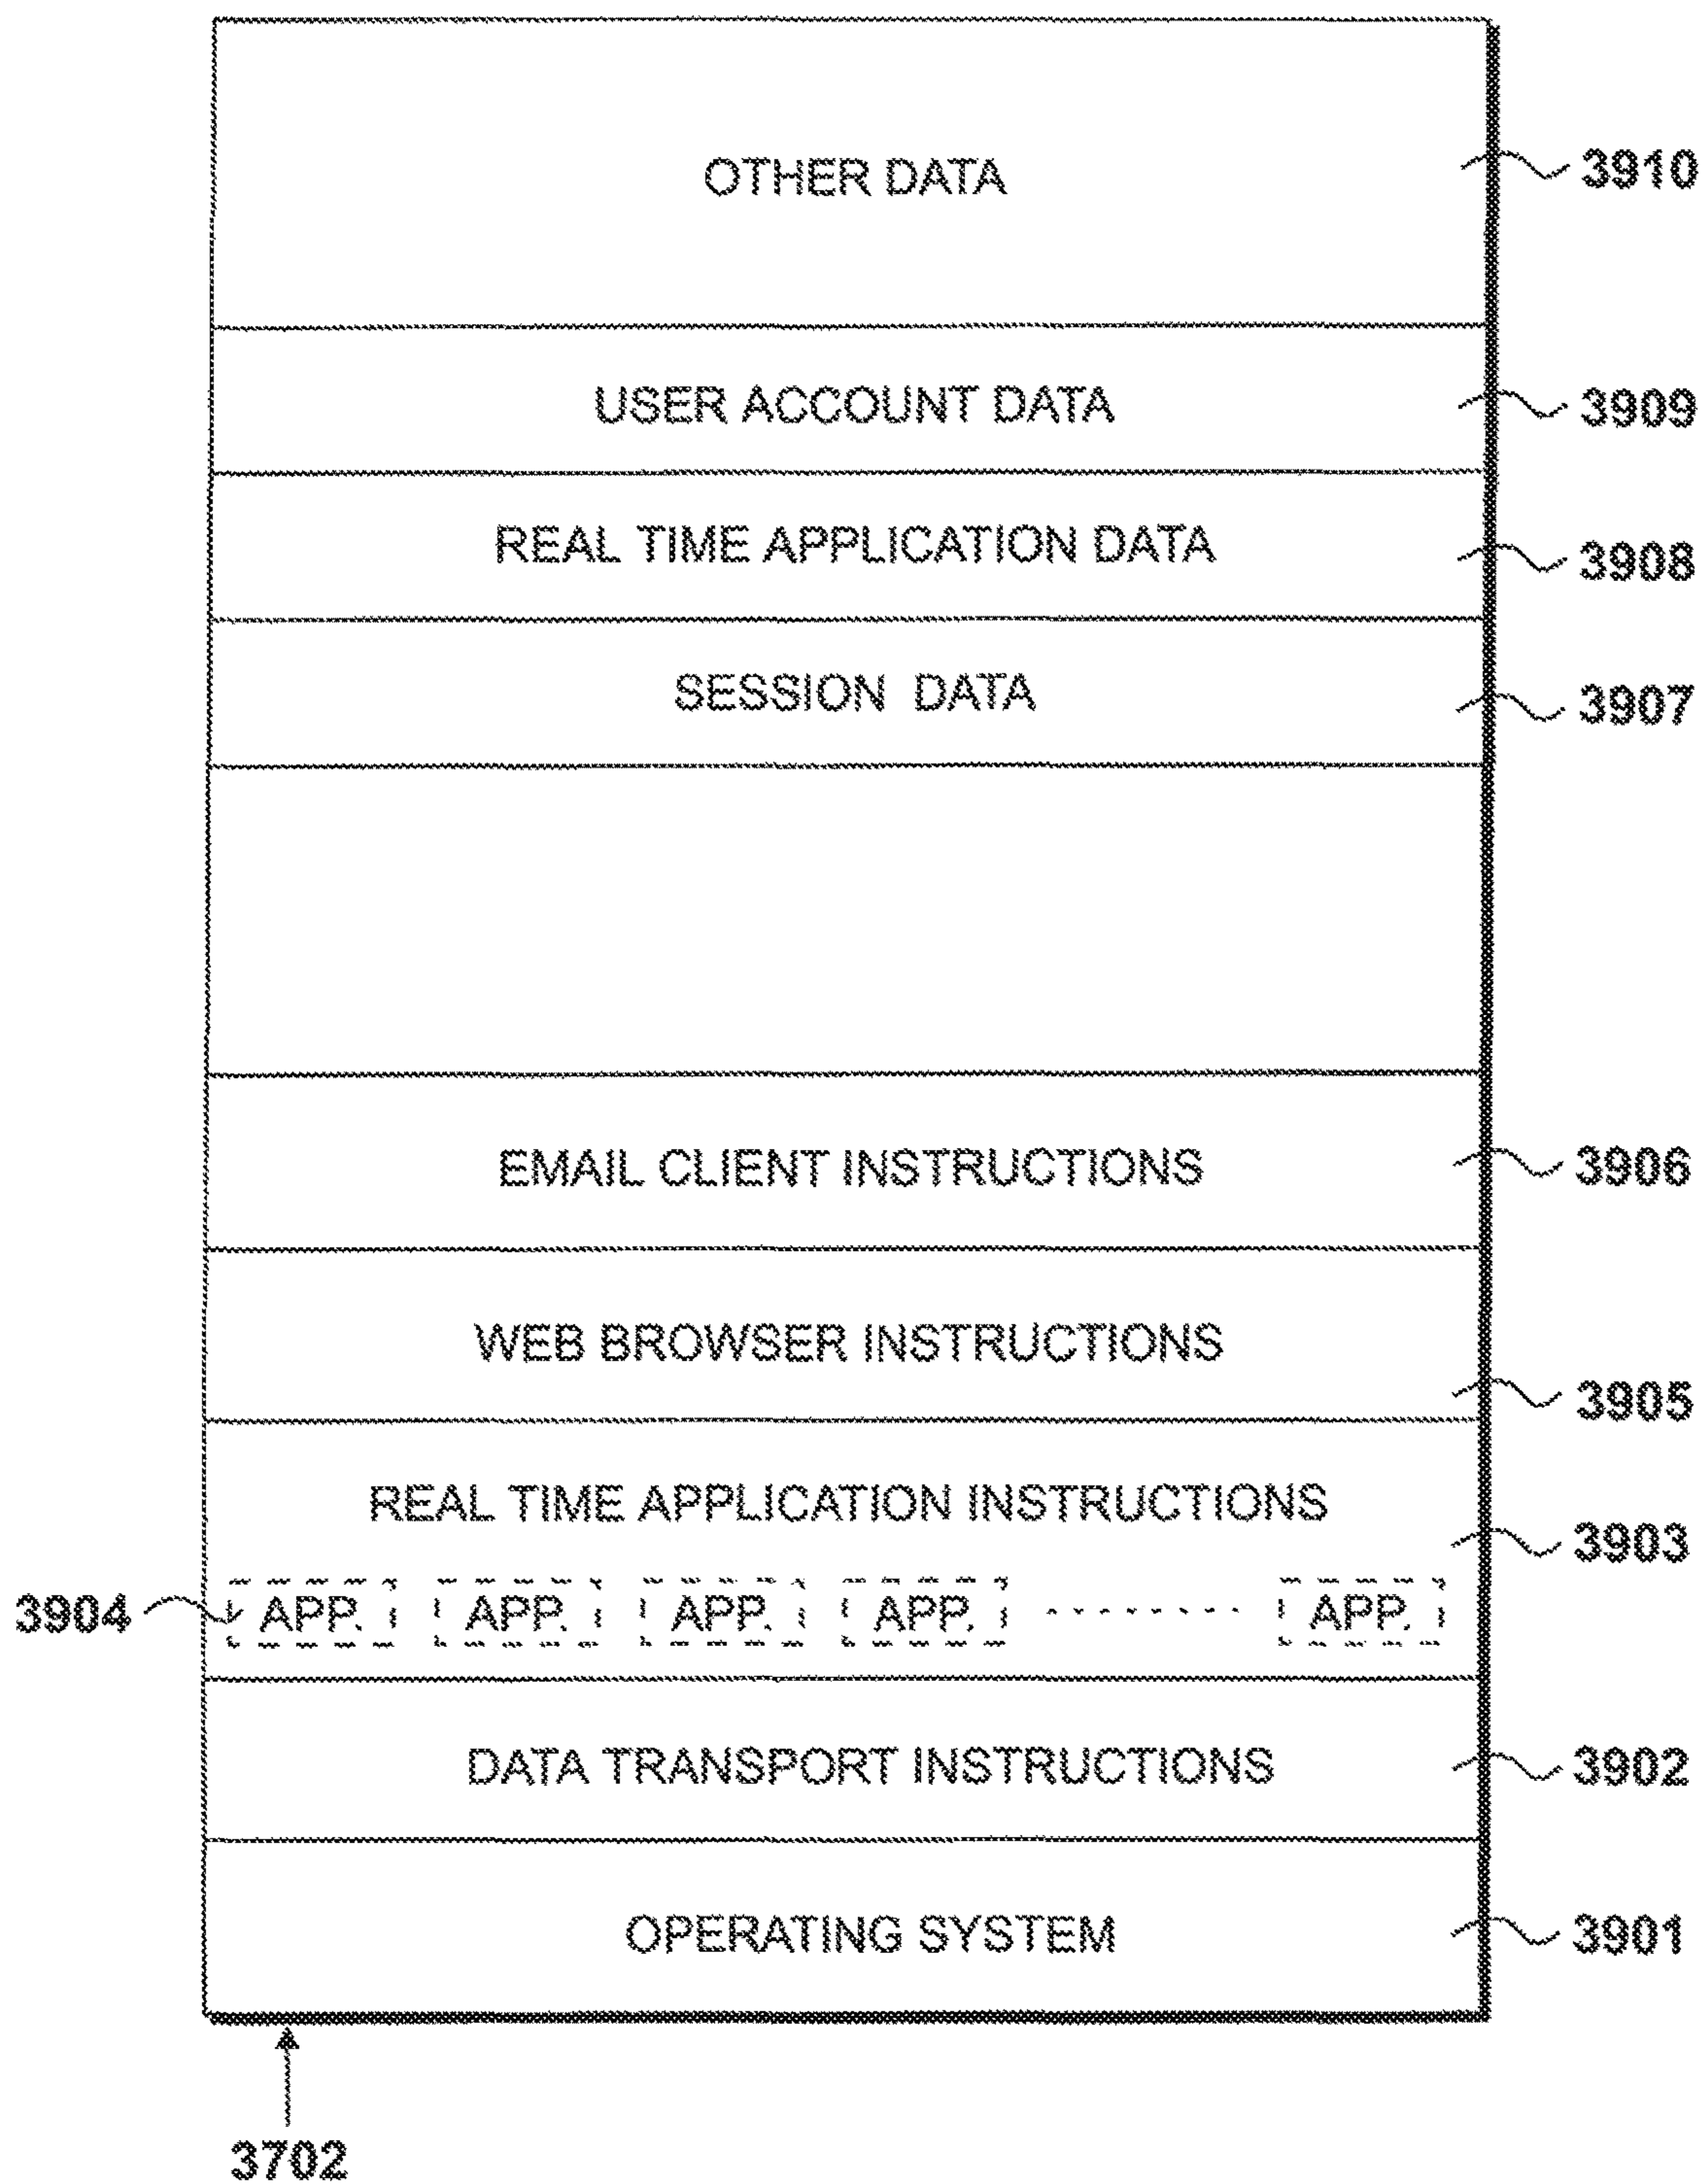 OTHER DATA 3910
USER ACCOUNT DATA 3909
REAL TIME APPLICATION DATA 3908
SESSION DATA 3907
EMAIL CLIENT INSTRUCTIONS 3906
WEB BROWSER INSTRUCTIONS 3905
REAL TIME APPLICATION INSTRUCTIONS 3903
3904 APP. APP. APP. APP. APP.
DATA TRANSPORT INSTRUCTIONS 3902
OPERATING SYSTEM 3901
3702